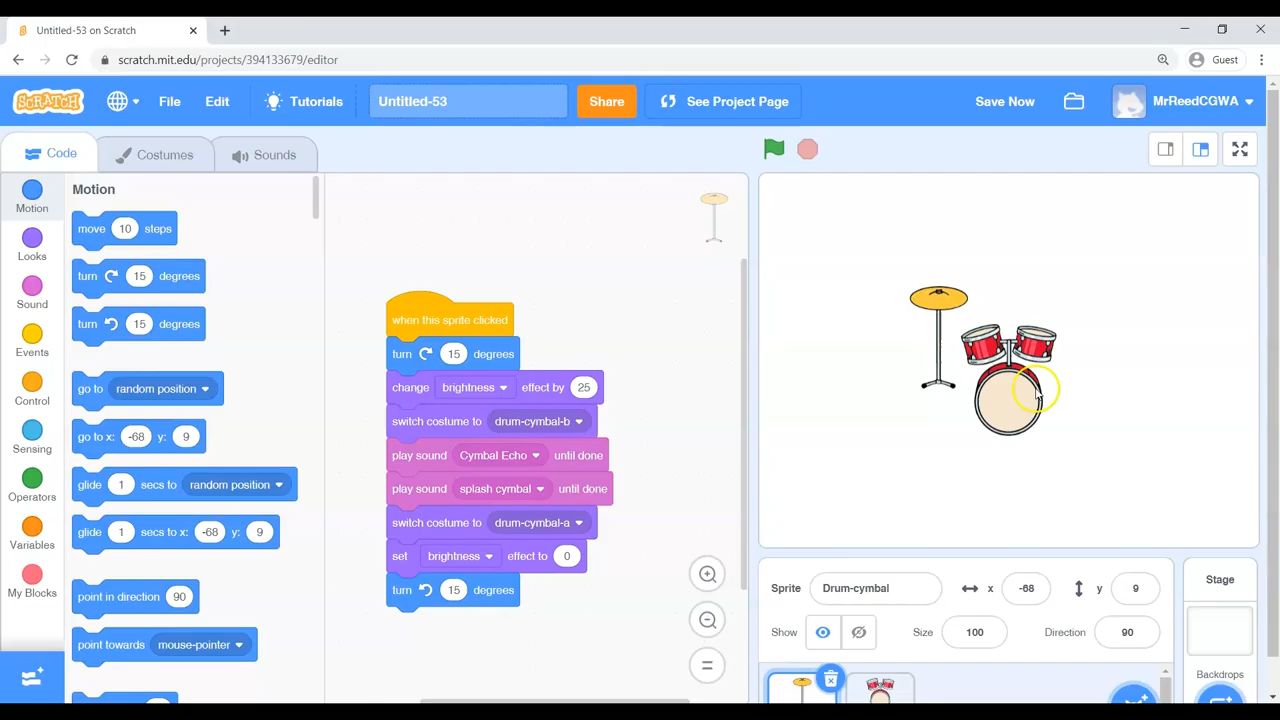 Untitled-53 on Scratch
scratch.mit.edu/projects/394133679/editor
Guest
SCRATCH
File
Edit
Tutorials
Untitled-53
Share
See Project Page
Save Now
MrReedCGWA
Code
Costumes
Sounds
Motion
Looks
Sound
Events
Control
Sensing
Operators
Variables
My Blocks
Motion
move 10 steps
turn 15 degrees
turn 15 degrees
go to random position
go to x: -68 y: 9
glide 1 secs to random position
glide 1 secs to x: -68 y: 9
point in direction 90
point towards mouse-pointer
when this sprite clicked
turn 15 degrees
change brightness effect by 25
switch costume to drum-cymbal-b
play sound Cymbal Echo until done
play sound splash cymbal until done
switch costume to drum-cymbal-a
set brightness effect to 0
turn 15 degrees
Sprite Drum-cymbal x -68 y 9
Show Size 100 Direction 90
Stage
Backdrops